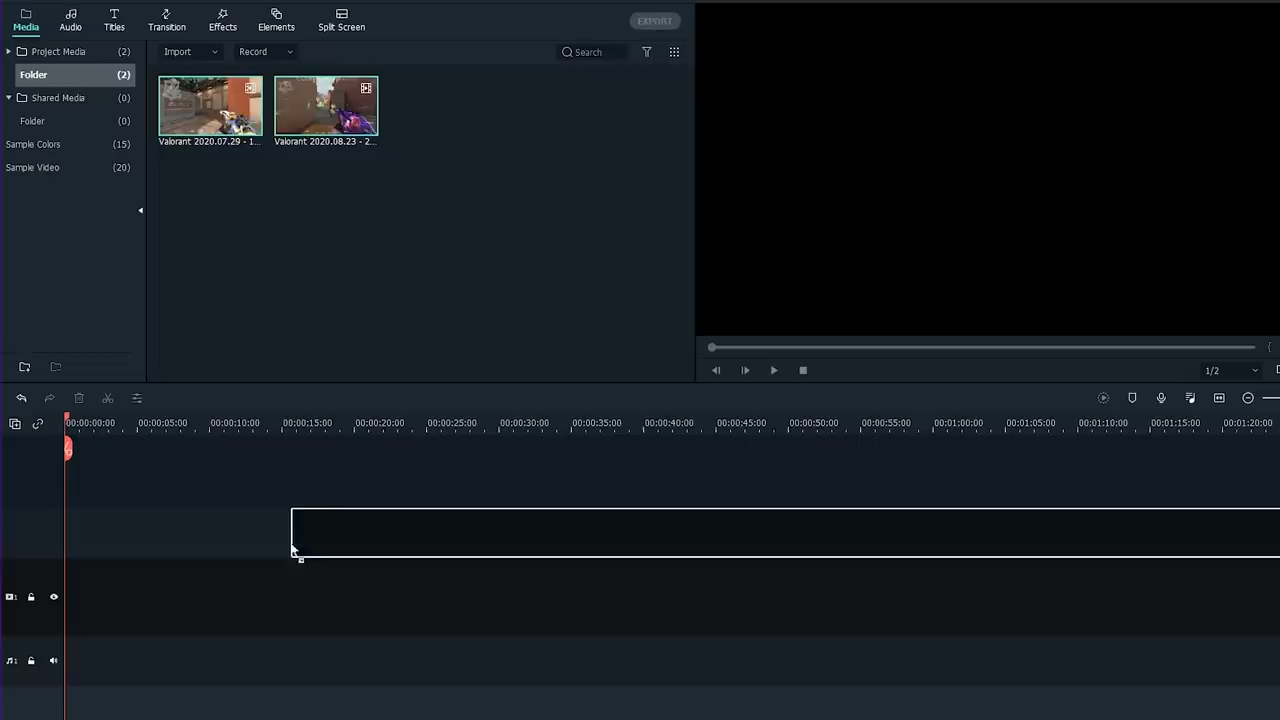 Media Audio Titles Transition Effects Elements Split Screen EXPORT
Project Media (2) Import Record Search
Folder (2)
Shared Media (0)
Folder (0)
Sample Colors (15)
Sample Video (20)
Valorant 2020.07.29 - 1... Valorant 2020.08.23 - 2...
1/2
00:00:00:00 00:00:05:00 00:00:10:00 00:00:15:00 00:00:20:00 00:00:25:00 00:00:30:00 00:00:35:00 00:00:40:00 00:00:45:00 00:00:50:00 00:00:55:00 00:01:00:00 00:01:05:00 00:01:10:00 00:01:15:00 00:01:20:00
1
1